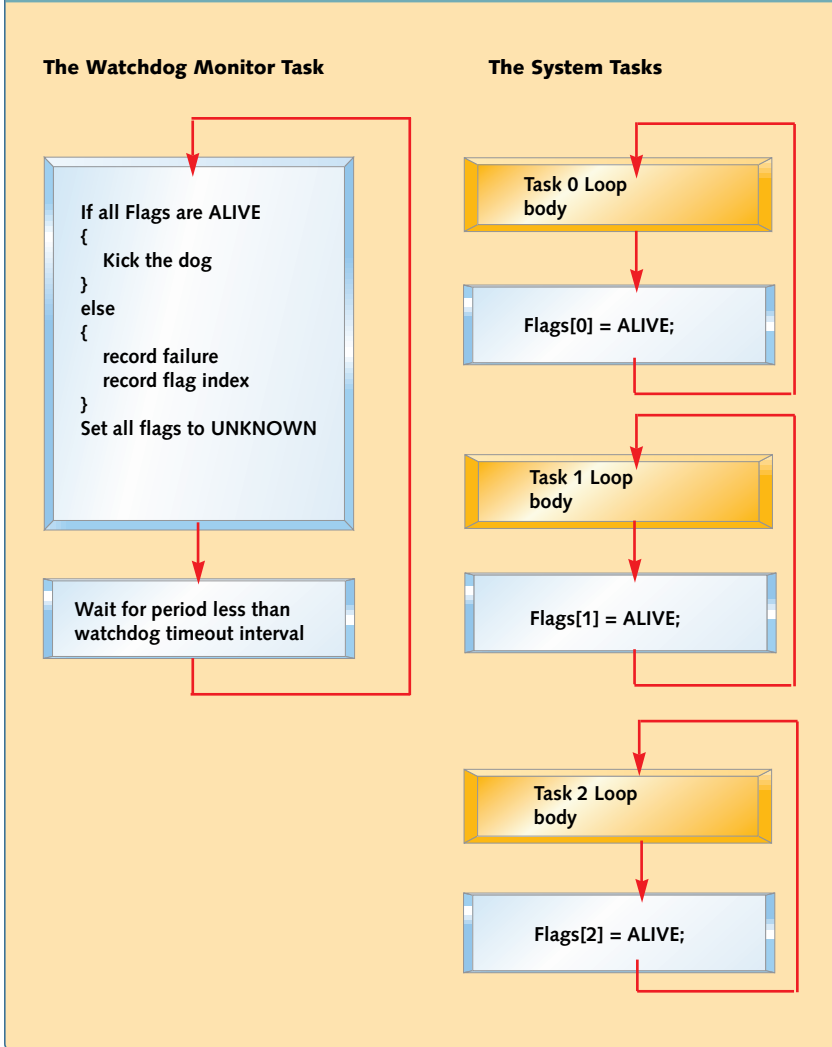 The Watchdog Monitor Task
If all Flags are ALIVE
{
Kick the dog
}
else
{
record failure
record flag index
}
Set all flags to UNKNOWN
Wait for period less than
watchdog timeout interval
The System Tasks
Task 0 Loop
body
Flags[0] = ALIVE;
Task 1 Loop
body
Flags[1] = ALIVE;
Task 2 Loop
body
Flags[2] = ALIVE;